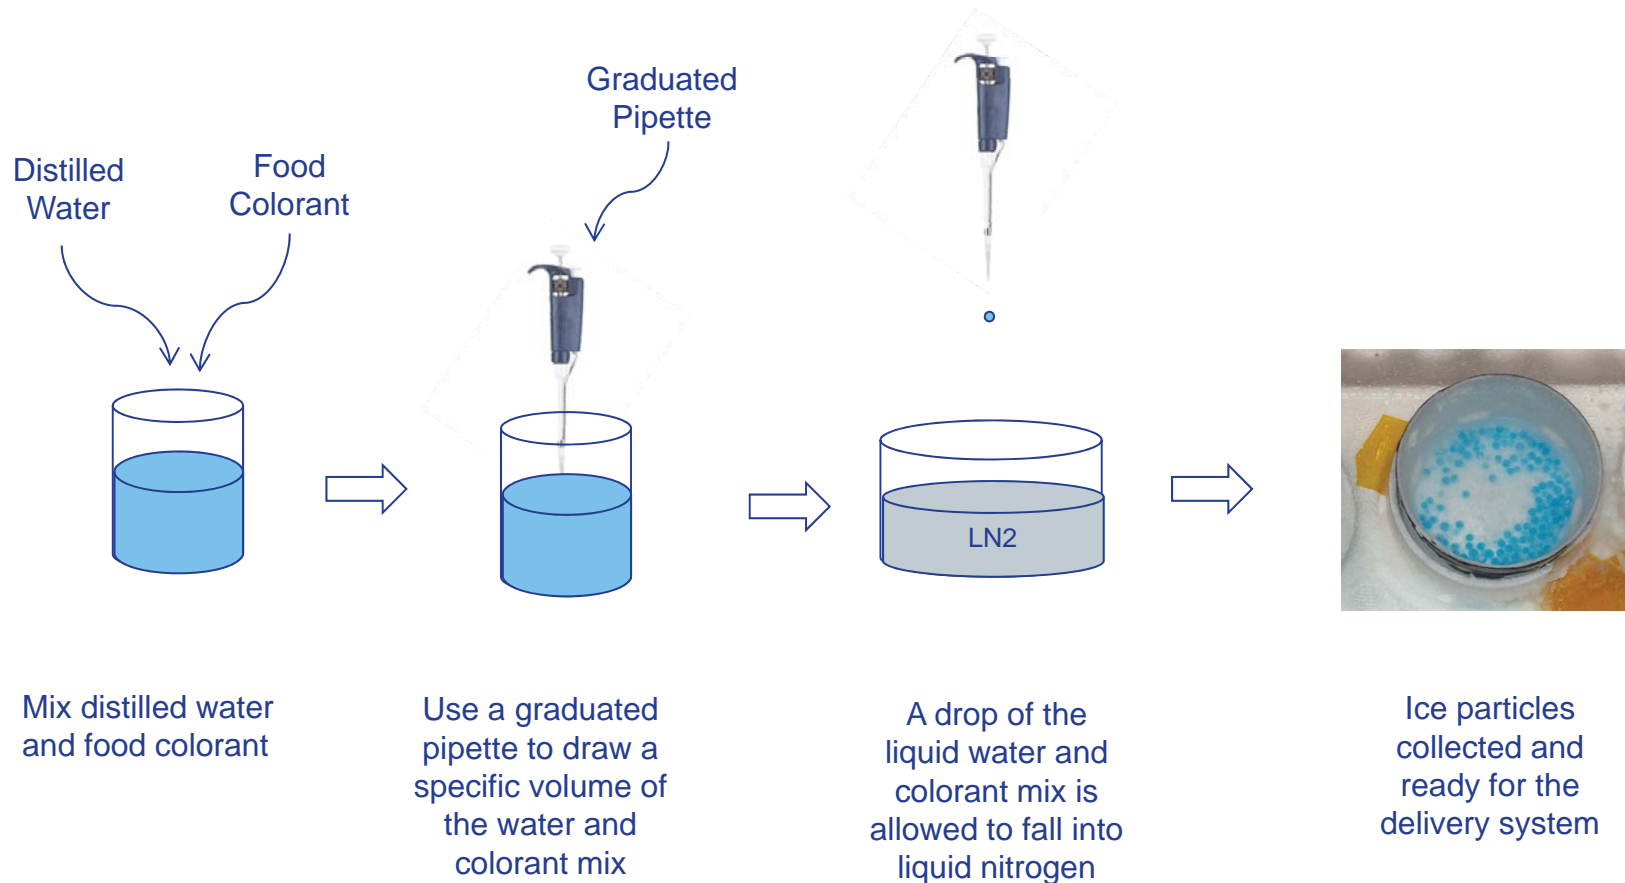 Graduated
Pipette
Distilled
Water
Food
Colorant
LN2
Mix distilled water
and food colorant
Use a graduated
pipette to draw a
specific volume of
the water and
colorant mix
A drop of the
liquid water and
colorant mix is
allowed to fall into
liquid nitrogen
Ice particles
collected and
ready for the
delivery system